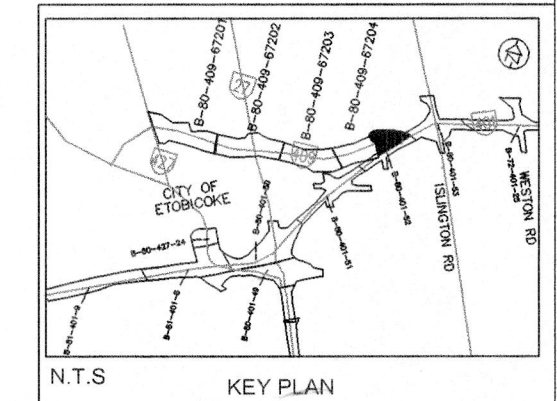 B-80-409-67201
B-80-409-67202
B-80-409-67203
B-80-409-67204
27
427
409
CITY OF
ETOBICOKE
B-80-427-24
B-80-401-50
B-80-401-51
B-80-401-52
B-80-401-53
ISLINGTON RD
B-72-401-25
WESTON RD
B-81-401-9
B-81-401-8
B-80-401-49
N.T.S
KEY PLAN